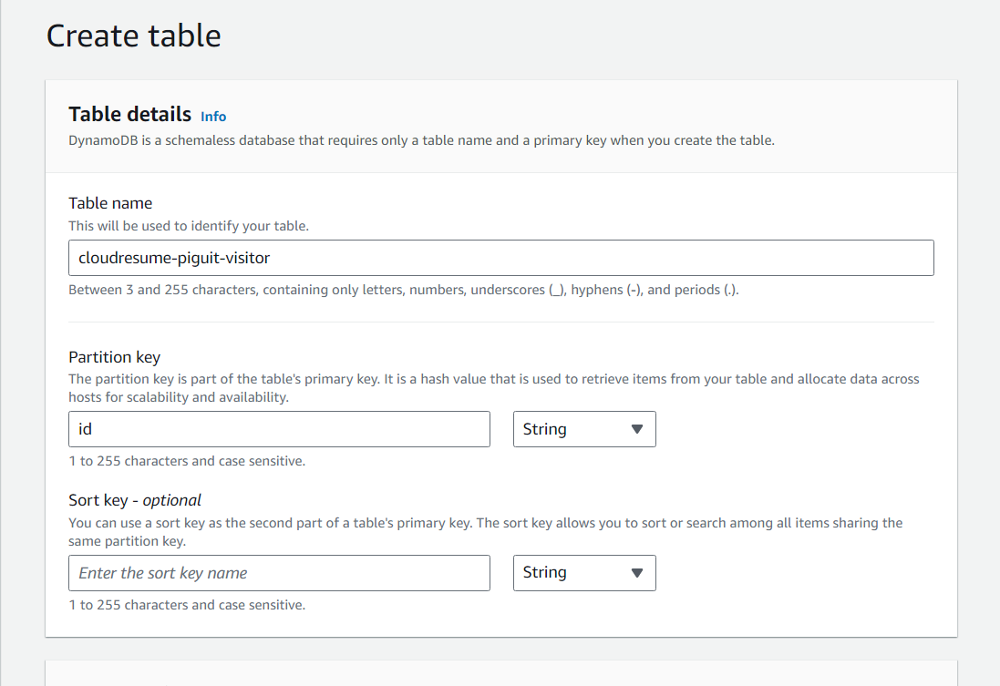 Create table
Table details Info
DynamoDB is a schemaless database that requires only a table name and a primary key when you create the table.
Table name
This will be used to identify your table.
cloudresume-piguit-visitor
Between 3 and 255 characters, containing only letters, numbers, underscores (_), hyphens (-), and periods (.).
Partition key
The partition key is part of the table's primary key. It is a hash value that is used to retrieve items from your table and allocate data across
hosts for scalability and availability.
id String
1 to 255 characters and case sensitive.
Sort key - optional
You can use a sort key as the second part of a table's primary key. The sort key allows you to sort or search among all items sharing the
same partition key.
Enter the sort key name String
1 to 255 characters and case sensitive.